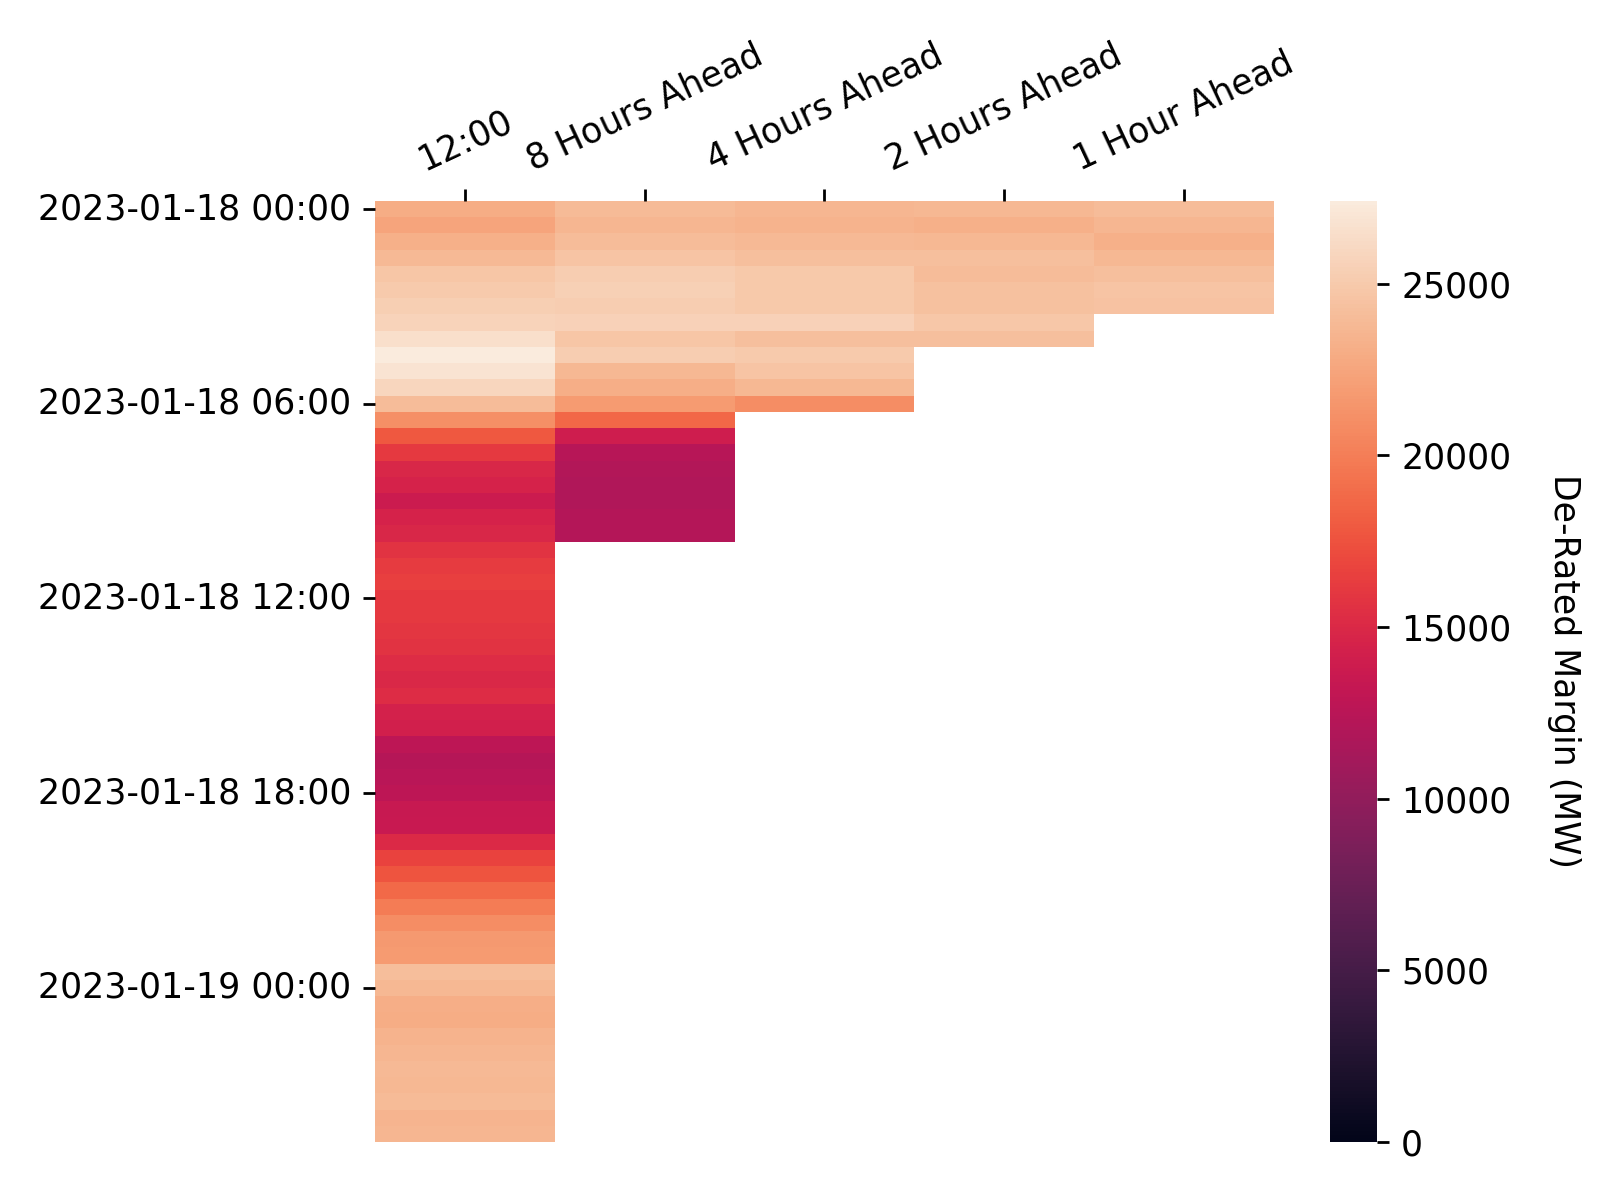 12:00
8 Hours Ahead
4 Hours Ahead
2 Hours Ahead
1 Hour Ahead
2023-01-18 00:00
2023-01-18 06:00
2023-01-18 12:00
2023-01-18 18:00
2023-01-19 00:00
25000
20000
15000
10000
5000
0
De-Rated Margin (MW)